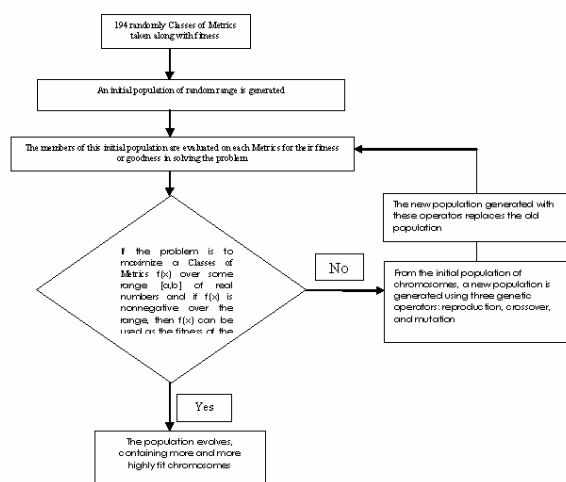 194 randomly Classes of Metrics
taken along with fitness
An initial population of random range is generated
The members of this initial population are evaluated on each Metrics for their fitness
or goodness in solving the problem
If the problem is to
maximize a Classes of
Metrics f(x) over some
range [a,b] of real
numbers and if f(x) is
nonnegative over the
range, then f(x) can be
used as the fitness of the
No
The new population generated with
these operators replaces the old
population
From the initial population of
chromosomes, a new population is
generated using three genetic
operators: reproduction, crossover,
and mutation
Yes
The population evolves,
containing more and more
highly fit chromosomes